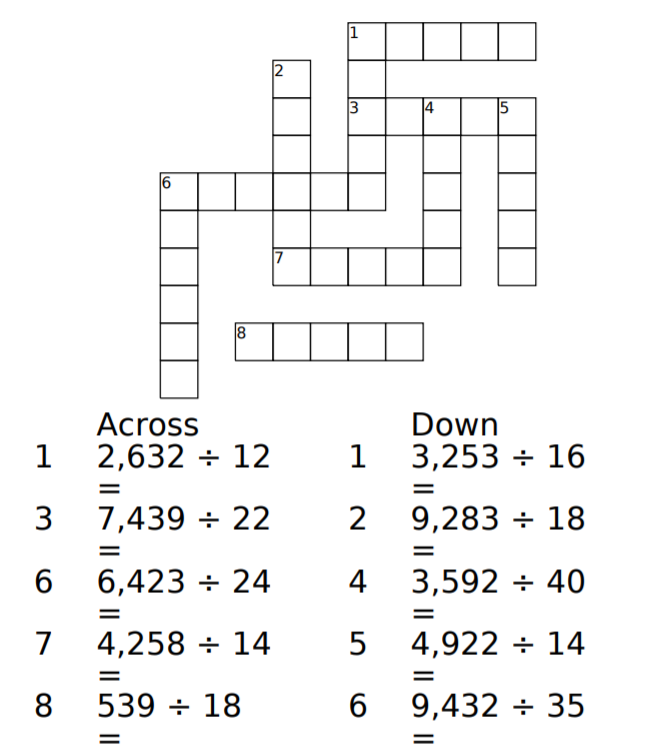 1
2
3 4 5
6
7
8
Across Down
1 2,632 ÷ 12 1 3,253 ÷ 16
= =
3 7,439 ÷ 22 2 9,283 ÷ 18
= =
6 6,423 ÷ 24 4 3,592 ÷ 40
= =
7 4,258 ÷ 14 5 4,922 ÷ 14
= =
8 539 ÷ 18 6 9,432 ÷ 35
= =